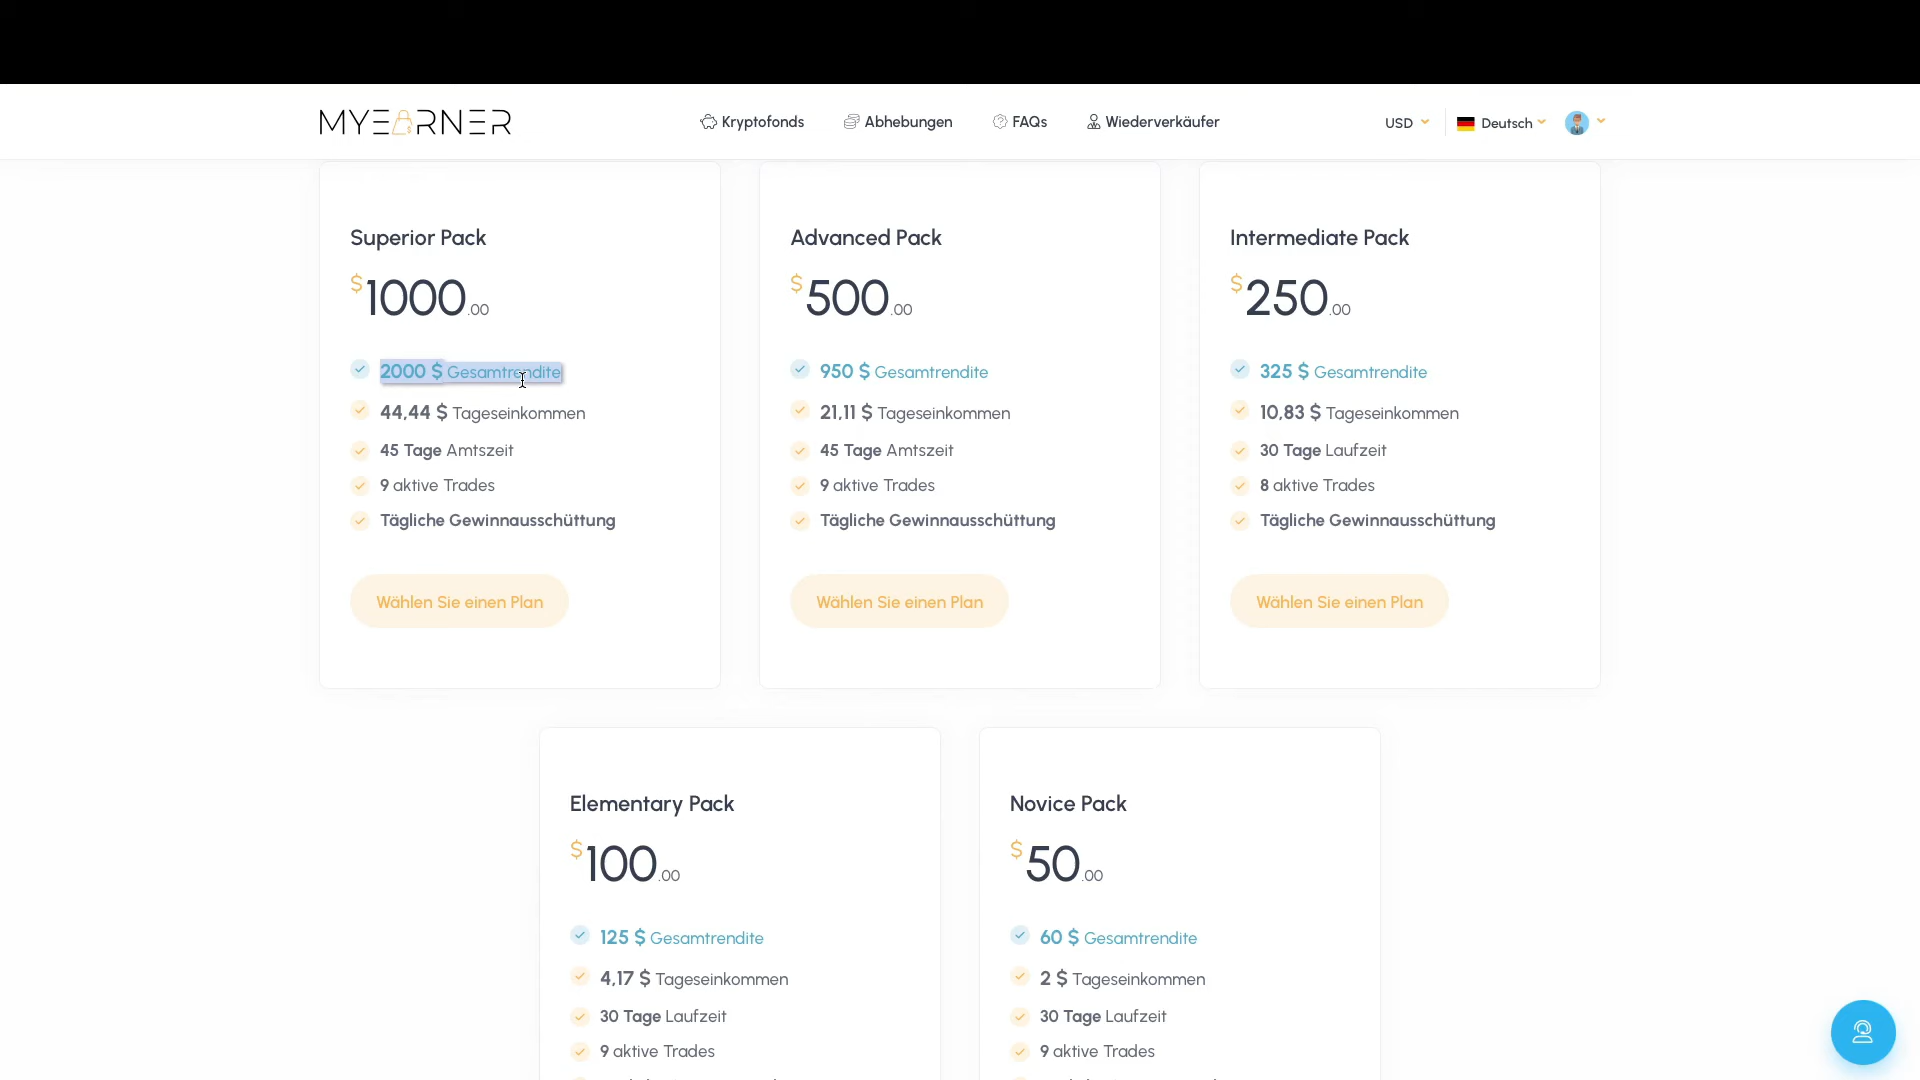 MYEARNER
Kryptofonds
Abhebungen
FAQs
Wiederverkäufer
USD
Deutsch
Superior Pack
$1000.00
2000 $ Gesamtrendite
44,44 $ Tageseinkommen
45 Tage Amtszeit
9 aktive Trades
Tägliche Gewinnausschüttung
Wählen Sie einen Plan
Advanced Pack
$500.00
950 $ Gesamtrendite
21,11 $ Tageseinkommen
45 Tage Amtszeit
9 aktive Trades
Tägliche Gewinnausschüttung
Wählen Sie einen Plan
Intermediate Pack
$250.00
325 $ Gesamtrendite
10,83 $ Tageseinkommen
30 Tage Laufzeit
8 aktive Trades
Tägliche Gewinnausschüttung
Wählen Sie einen Plan
Elementary Pack
$100.00
125 $ Gesamtrendite
4,17 $ Tageseinkommen
30 Tage Laufzeit
9 aktive Trades
Novice Pack
$50.00
60 $ Gesamtrendite
2 $ Tageseinkommen
30 Tage Laufzeit
9 aktive Trades